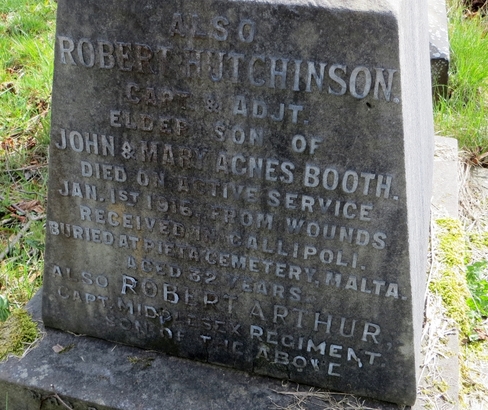 ALSO
ROBERT HUTCHINSON.
CAPT. & ADJT.
ELDER SON OF
JOHN & MARY AGNES BOOTH.
DIED ON ACTIVE SERVICE
JAN. 1ST 1916, FROM WOUNDS
RECEIVED IN GALLIPOLI.
BURIED AT PIETA CEMETERY, MALTA.
AGED 32 YEARS.
ALSO ROBERT ARTHUR,
CAPT. MIDDLESEX REGIMENT
SON OF THE ABOVE